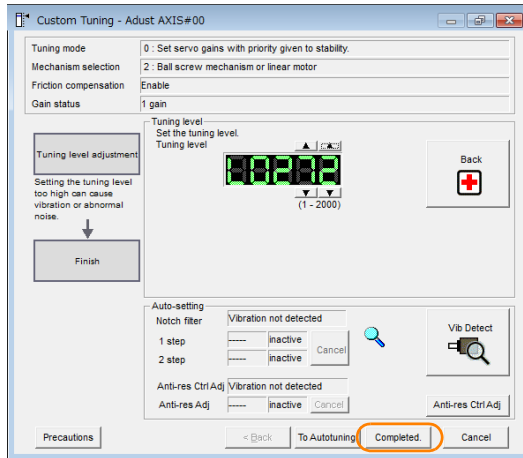 Custom Tuning - Adust AXIS#00
Tuning mode 0 : Set servo gains with priority given to stability.
Mechanism selection 2 : Ball screw mechanism or linear motor
Friction compensation Enable
Gain status 1 gain
Tuning level adjustment
Setting the tuning level
too high can cause
vibration or abnormal
noise.
Finish
Tuning level
Set the tuning level.
Tuning level
L0272
(1 - 2000)
Back
Auto-setting
Notch filter Vibration not detected
1 step ----- inactive
2 step ----- inactive
Cancel
Anti-res Ctrl Adj Vibration not detected
Anti-res Adj ----- inactive Cancel
Vib Detect
Anti-res Ctrl Adj
Precautions < Back To Autotuning Completed. Cancel